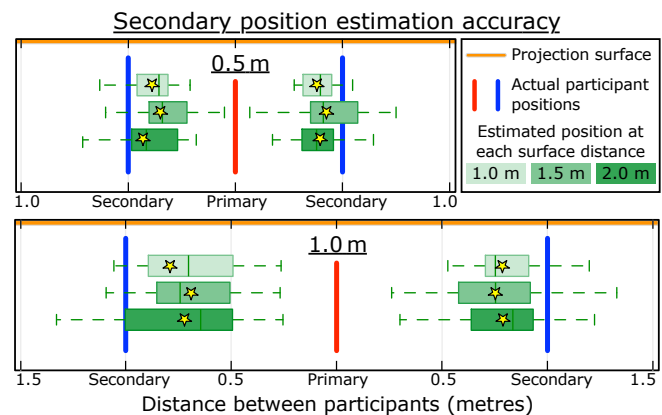 Secondary position estimation accuracy
0.5 m
1.0 Secondary Primary Secondary 1.0
Projection surface
Actual participant
positions
Estimated position at
each surface distance
1.0 m 1.5 m 2.0 m
1.0 m
1.5 Secondary 0.5 Primary 0.5 Secondary 1.5
Distance between participants (metres)